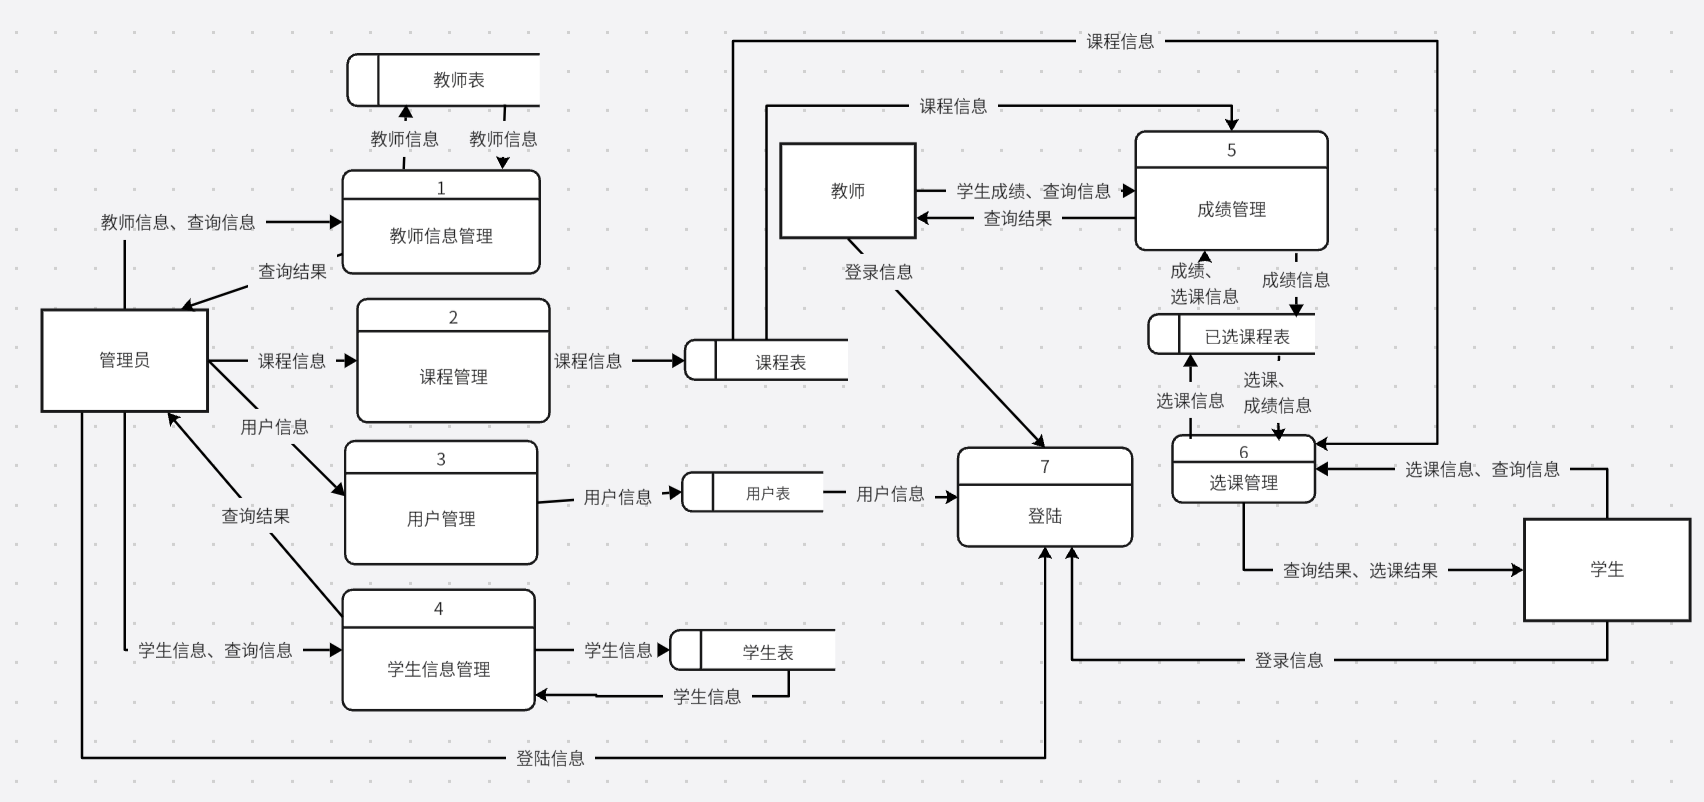 课程信息
教师表
课程信息
教师信息
教师信息
5
1
教师
学生成绩、查询信息
成绩管理
教师信息、查询信息
查询结果
教师信息管理
查询结果
登录信息
成绩、
选课信息
成绩信息
2
已选课程表
管理员
课程信息
课程管理
课程信息
课程表
选课、
成绩信息
选课信息
用户信息
3
6
7
选课信息、查询信息
选课管理
用户信息
用户表
用户信息
查询结果
用户管理
登陆
查询结果、选课结果
学生
4
学生信息、查询信息
学生信息管理
学生信息
学生表
登录信息
学生信息
登陆信息